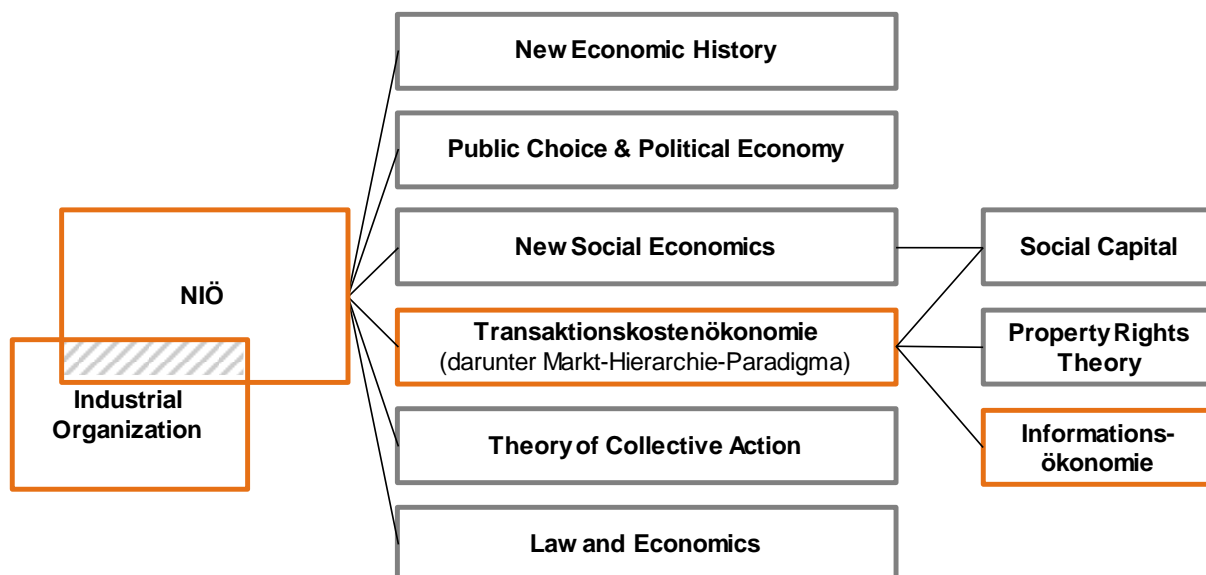 New Economic History
Public Choice & Political Economy
New Social Economics
Social Capital
NIÖ
Transaktionskostenökonomie
(darunter Markt-Hierarchie-Paradigma)
Property Rights
Theory
Industrial
Organization
Theory of Collective Action
Informations-
ökonomie
Law and Economics